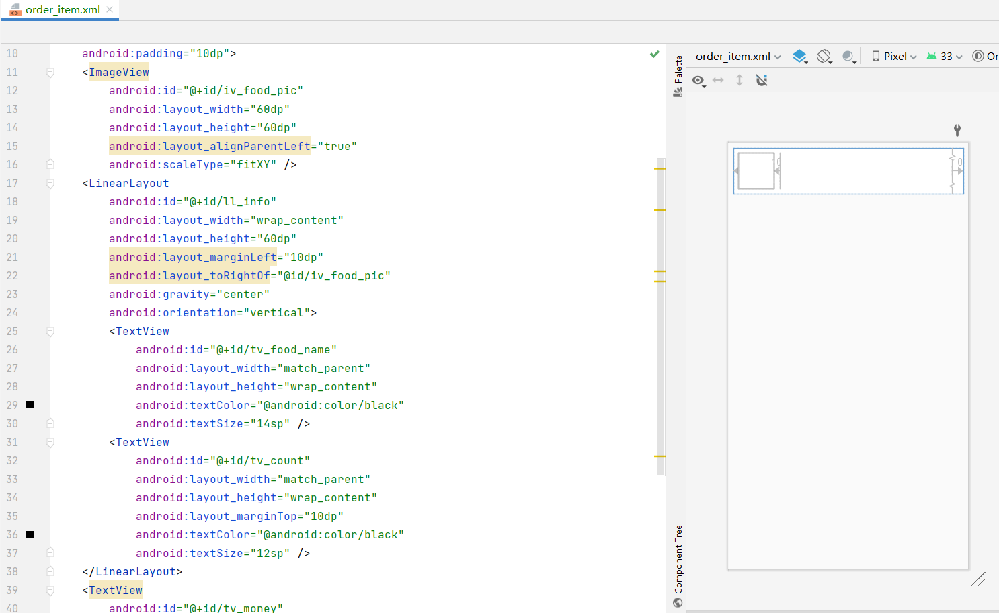 order_item.xml
10 android:padding="10dp">
11 <ImageView
12 android:id="@+id/iv_food_pic"
13 android:layout_width="60dp"
14 android:layout_height="60dp"
15 android:layout_alignParentLeft="true"
16 android:scaleType="fitXY" />
17 <LinearLayout
18 android:id="@+id/ll_info"
19 android:layout_width="wrap_content"
20 android:layout_height="60dp"
21 android:layout_marginLeft="10dp"
22 android:layout_toRightOf="@id/iv_food_pic"
23 android:gravity="center"
24 android:orientation="vertical">
25 <TextView
26 android:id="@+id/tv_food_name"
27 android:layout_width="match_parent"
28 android:layout_height="wrap_content"
29 android:textColor="@android:color/black"
30 android:textSize="14sp" />
31 <TextView
32 android:id="@+id/tv_count"
33 android:layout_width="match_parent"
34 android:layout_height="wrap_content"
35 android:layout_marginTop="10dp"
36 android:textColor="@android:color/black"
37 android:textSize="12sp" />
38 </LinearLayout>
39 <TextView
40 android:id="@+id/tv_money"
Palette
Component Tree
order_item.xml Pixel 33 Or
10